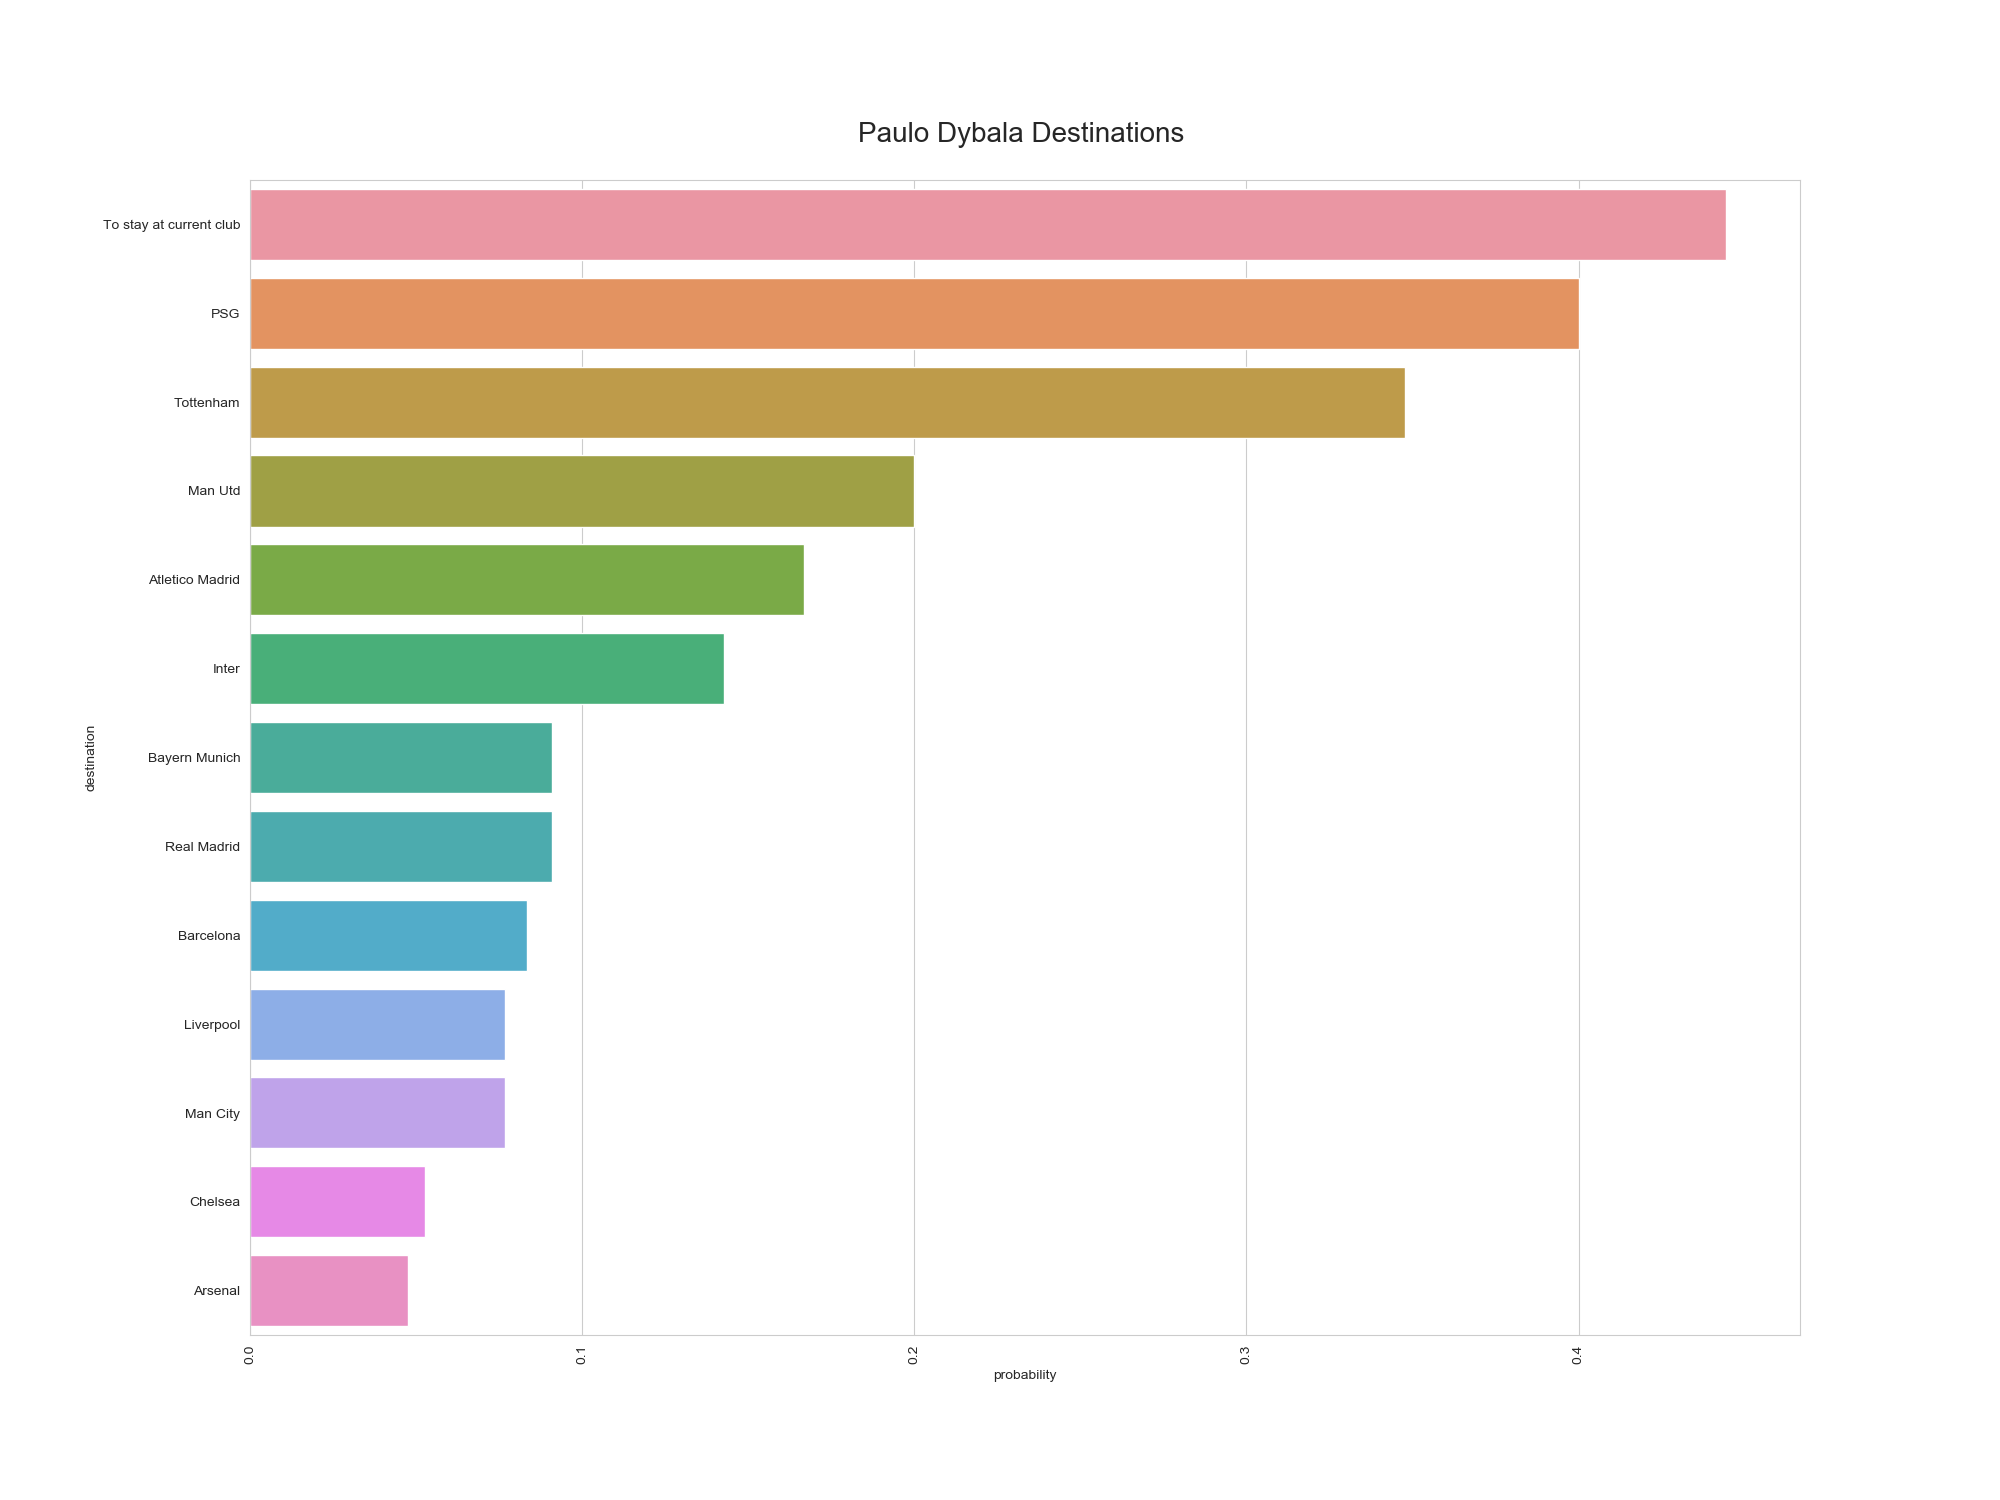 Paulo Dybala Destinations
To stay at current club
PSG
Tottenham
Man Utd
Atletico Madrid
Inter
Bayern Munich
Real Madrid
Barcelona
Liverpool
Man City
Chelsea
Arsenal
destination
0.0
0.1
0.2
0.3
0.4
probability